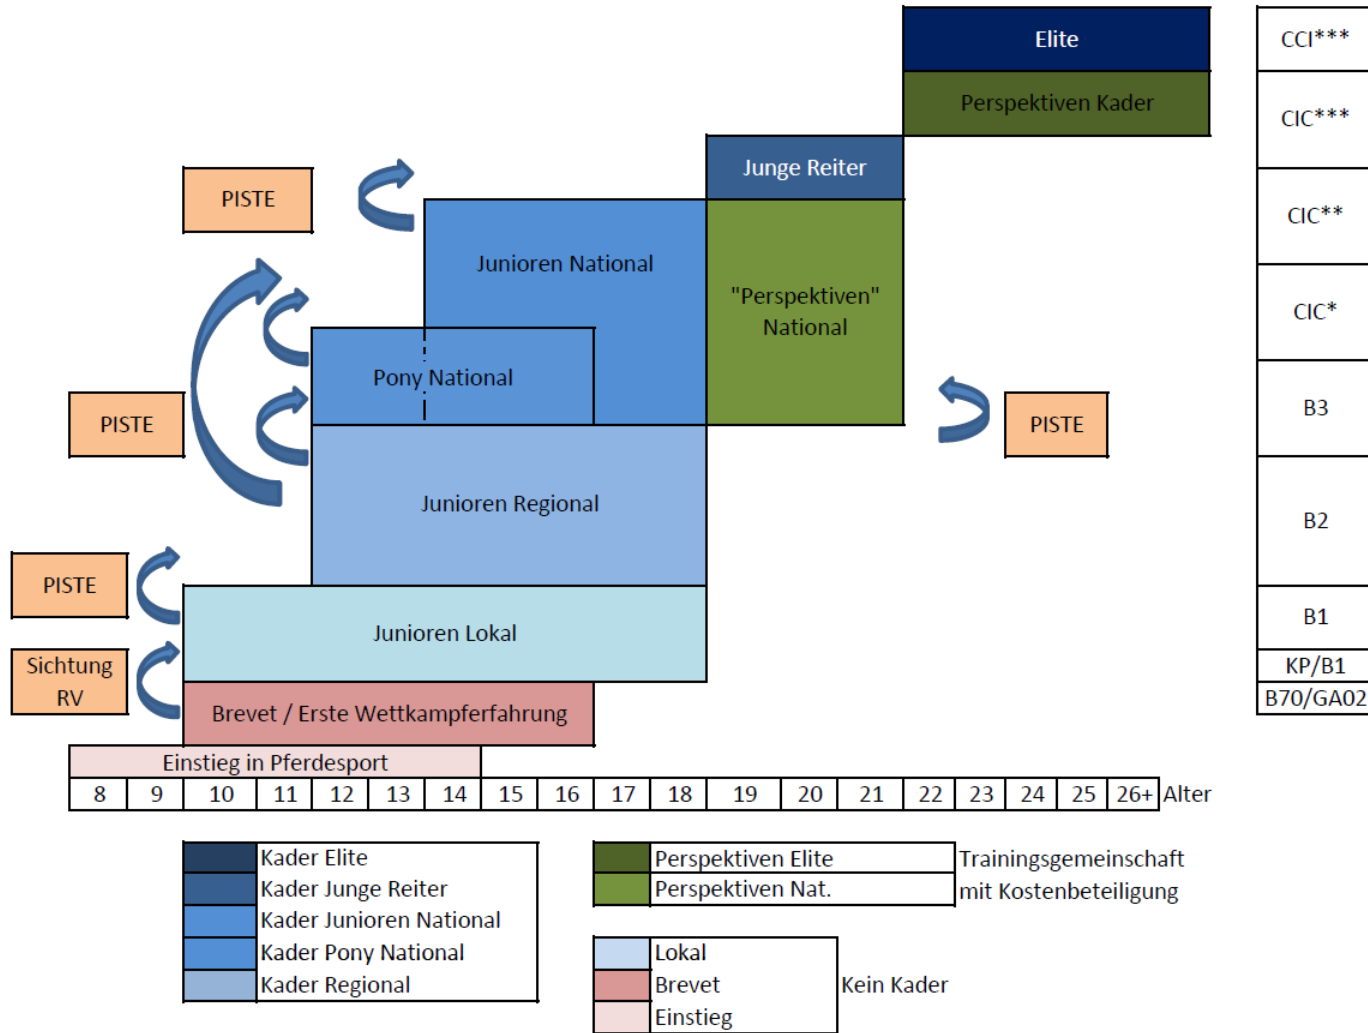 Elite
CCI***
Perspektiven Kader
CIC***
Junge Reiter
PISTE
CIC**
Junioren National
"Perspektiven"
National
CIC*
Pony National
B3
PISTE
PISTE
Junioren Regional
B2
PISTE
B1
Junioren Lokal
Sichtung
RV
KP/B1
B70/GA02
Brevet / Erste Wettkampferfahrung
Einstieg in Pferdesport
8 9 10 11 12 13 14 15 16 17 18 19 20 21 22 23 24 25 26+ Alter
Kader Elite
Kader Junge Reiter
Kader Junioren National
Kader Pony National
Kader Regional
Perspektiven Elite
Perspektiven Nat.
Trainingsgemeinschaft
mit Kostenbeteiligung
Lokal
Brevet
Einstieg
Kein Kader